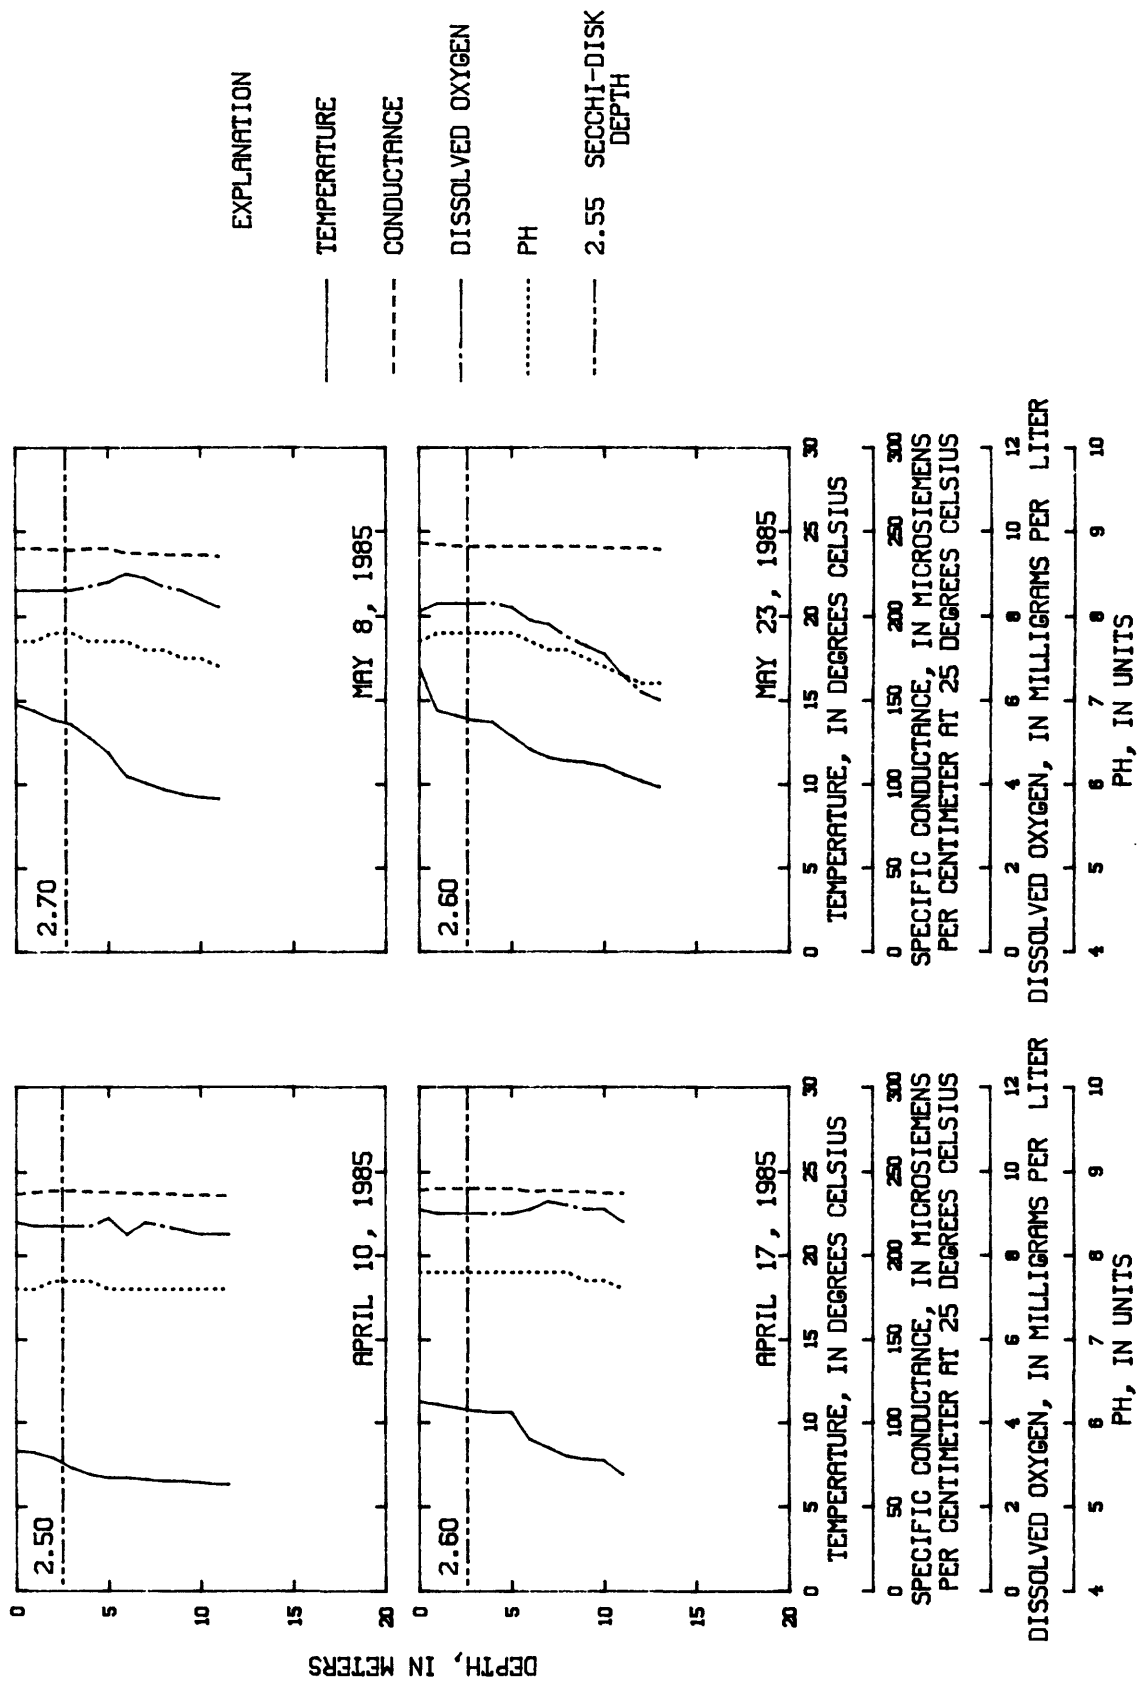 2.50
APRIL 10, 1985
0
5
10
15
20
2.70
MAY 8, 1985
2.60
APRIL 17, 1985
0
5
10
15
20
2.60
MAY 23, 1985
DEPTH, IN METERS
0 5 10 15 20 25 30
TEMPERATURE, IN DEGREES CELSIUS
0 50 100 150 200 250 300
SPECIFIC CONDUCTANCE, IN MICROSIEMENS
PER CENTIMETER AT 25 DEGREES CELSIUS
0 2 4 6 8 10 12
DISSOLVED OXYGEN, IN MILLIGRAMS PER LITER
4 5 6 7 8 9 10
PH, IN UNITS
0 5 10 15 20 25 30
TEMPERATURE, IN DEGREES CELSIUS
0 50 100 150 200 250 300
SPECIFIC CONDUCTANCE, IN MICROSIEMENS
PER CENTIMETER AT 25 DEGREES CELSIUS
0 2 4 6 8 10 12
DISSOLVED OXYGEN, IN MILLIGRAMS PER LITER
4 5 6 7 8 9 10
PH, IN UNITS
EXPLANATION
TEMPERATURE
CONDUCTANCE
DISSOLVED OXYGEN
PH
2.55 SECCHI-DISK
DEPTH